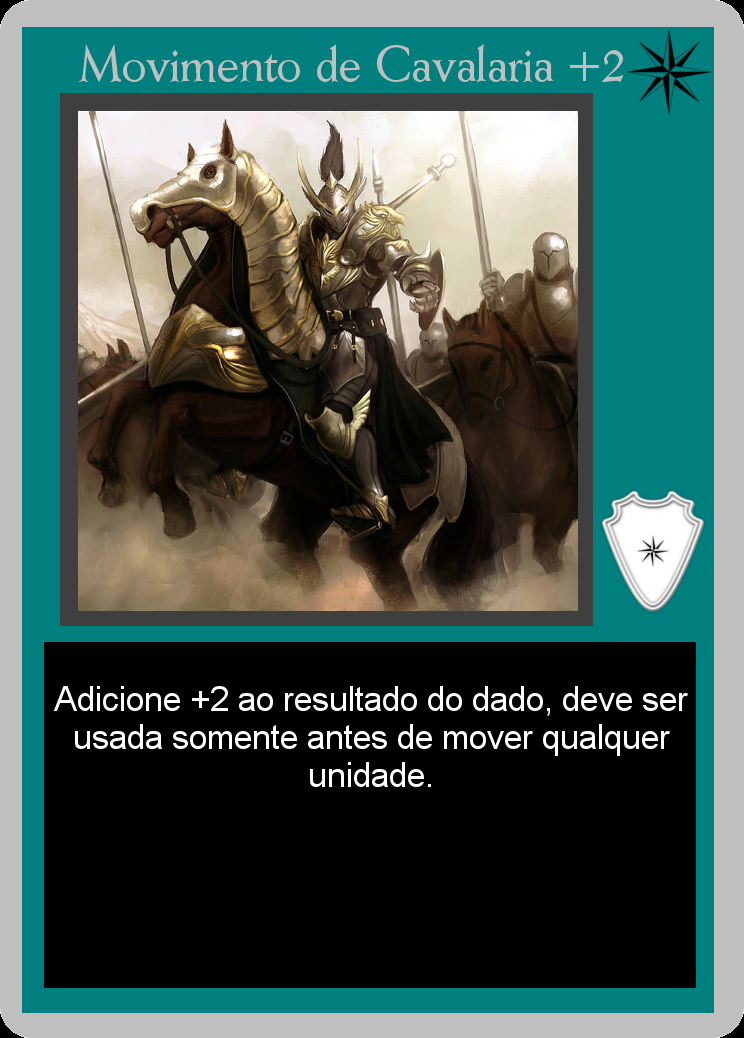 Movimento de Cavalaria +2
Adicione +2 ao resultado do dado, deve ser
usada somente antes de mover qualquer
unidade.